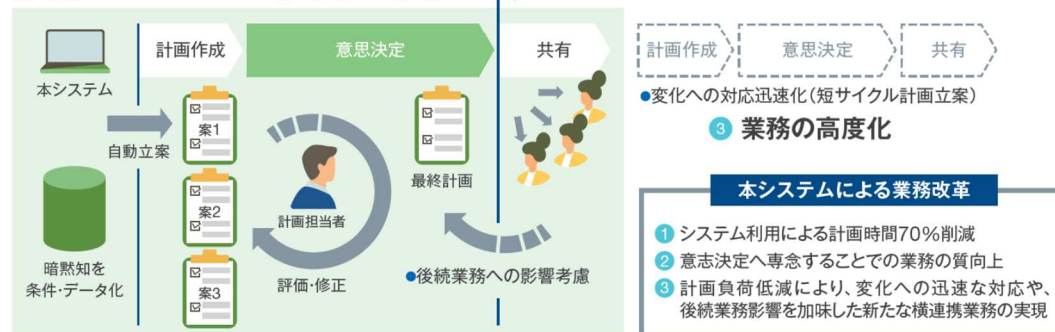 計画作成
意思決定
共有
本システム
自動立案
案1
案2
案3
暗黙知を
条件・データ化
計画担当者
評価・修正
最終計画
●後続業務への影響考慮
計画作成
意思決定
共有
●変化への対応迅速化(短サイクル計画立案)
3 業務の高度化
本システムによる業務改革
1 システム利用による計画時間70%削減
2 意志決定へ専念することでの業務の質向上
3 計画負荷低減により、変化への迅速な対応や、
後続業務影響を加味した新たな横連携業務の実現